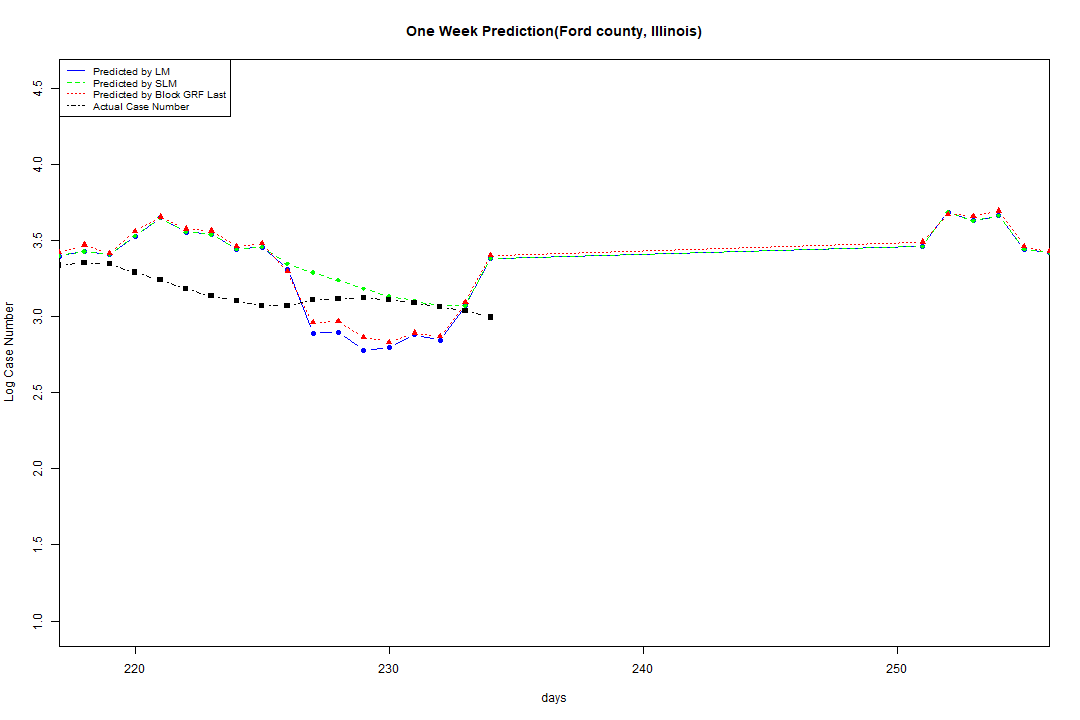 One Week Prediction(Ford county, Illinois)
Predicted by LM
Predicted by SLM
Predicted by Block GRF Last
Actual Case Number
4.5
4.0
3.5
3.0
2.5
2.0
1.5
1.0
Log Case Number
220
230
240
250
days